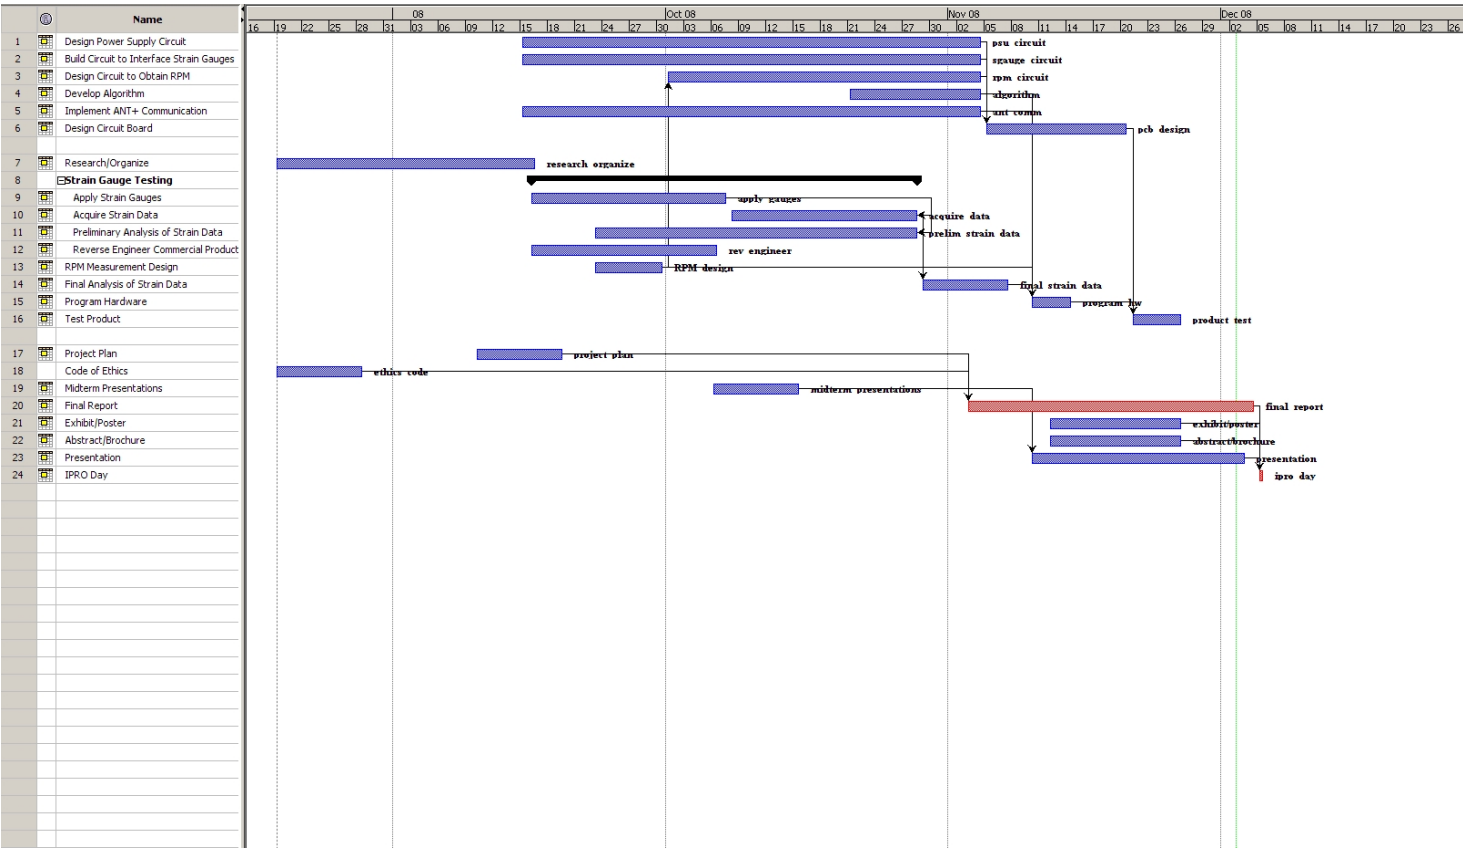 Name
08
Oct 08
Nov 08
Dec 08
16 19 22 25 28 31 03 06 09 12 15 18 21 24 27 30 03 06 09 12 15 18 21 24 27 30 02 05 08 11 14 17 20 23 26 29 02 05 08 11 14 17 20 23 26
1 Design Power Supply Circuit psu circuit
2 Build Circuit to Interface Strain Gauges sgauge circuit
3 Design Circuit to Obtain RPM rpm circuit
4 Develop Algorithm algorithm
5 Implement ANT+ Communication ant comm
6 Design Circuit Board pcb design
7 Research/Organize research organize
8 Strain Gauge Testing
9 Apply Strain Gauges apply gauges
10 Acquire Strain Data acquire data
11 Preliminary Analysis of Strain Data prelim strain data
12 Reverse Engineer Commercial Product rev engineer
13 RPM Measurement Design RPM design
14 Final Analysis of Strain Data final strain data
15 Program Hardware program hw
16 Test Product product test
17 Project Plan project plan
18 Code of Ethics ethics code
19 Midterm Presentations midterm presentations
20 Final Report final report
21 Exhibit/Poster exhibit/poster
22 Abstract/Brochure abstract/brochure
23 Presentation presentation
24 IPRO Day ipro day